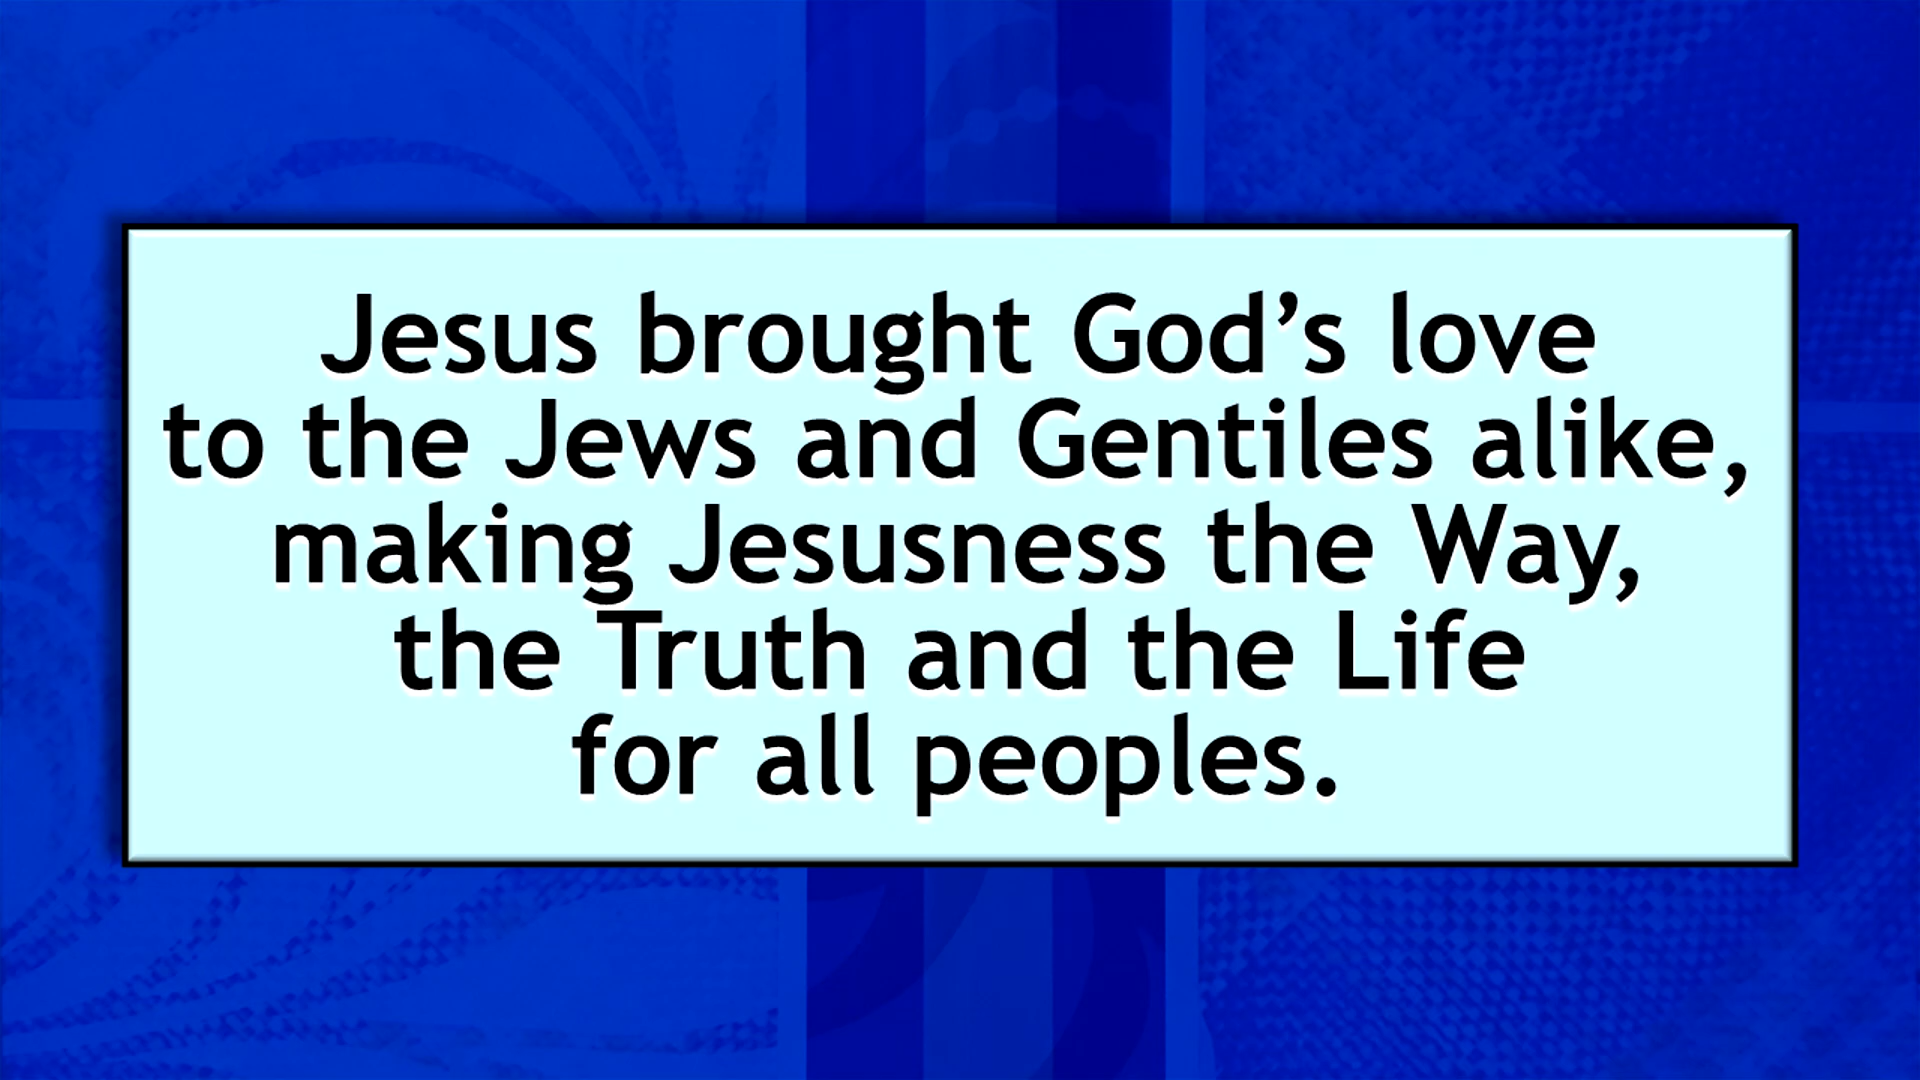 Jesus brought God’s love
to the Jews and Gentiles alike,
making Jesusness the Way,
the Truth and the Life
for all peoples.